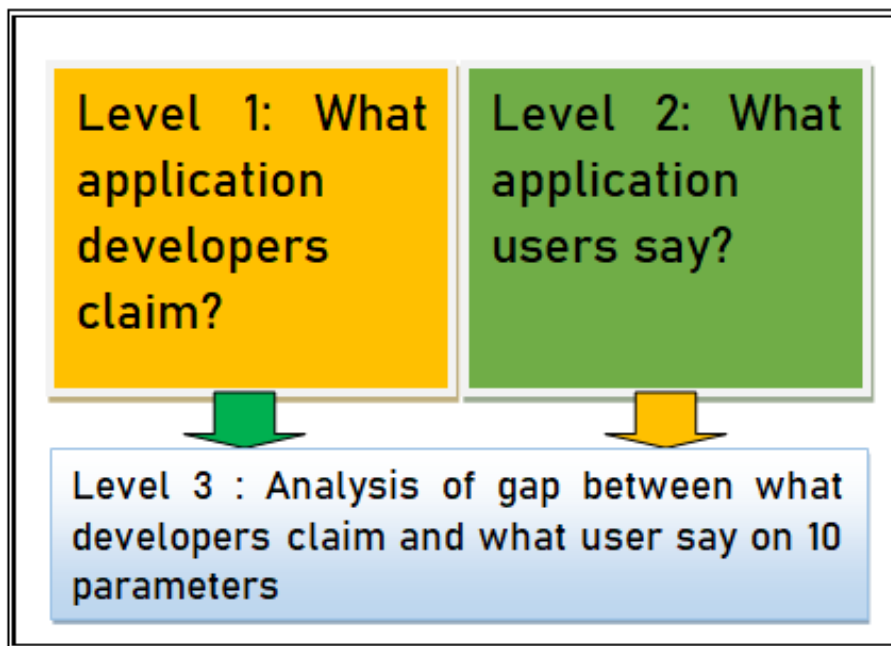 Level 1: What
application
developers
claim?
Level 2: What
application
users say?
Level 3 : Analysis of gap between what
developers claim and what user say on 10
parameters